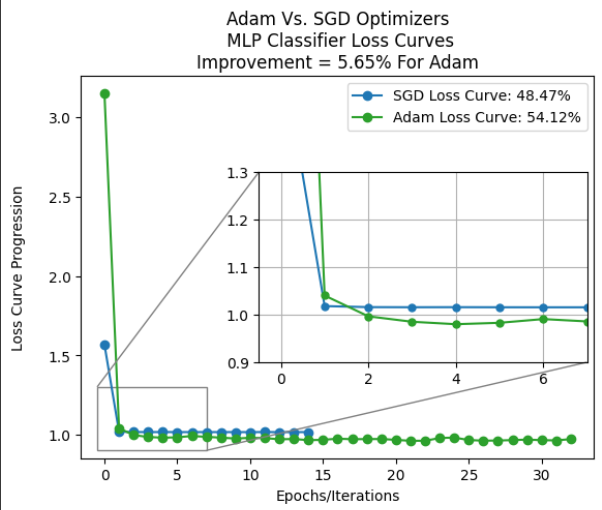 Adam Vs. SGD Optimizers
MLP Classifier Loss Curves
Improvement = 5.65% For Adam
SGD Loss Curve: 48.47%
Adam Loss Curve: 54.12%
Loss Curve Progression
3.0
2.5
2.0
1.5
1.0
1.3
1.2
1.1
1.0
0.9
0 2 4 6
0 5 10 15 20 25 30
Epochs/Iterations